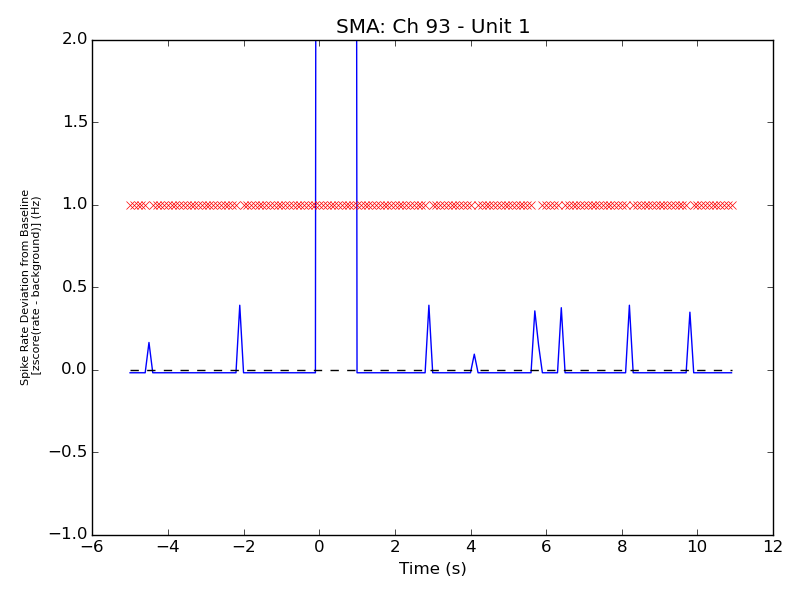 SMA: Ch 93 - Unit 1
2.0
1.5
1.0
0.5
0.0
−0.5
−1.0
Spike Rate Deviation from Baseline
[zscore(rate - background)] (Hz)
−6 −4 −2 0 2 4 6 8 10 12
Time (s)